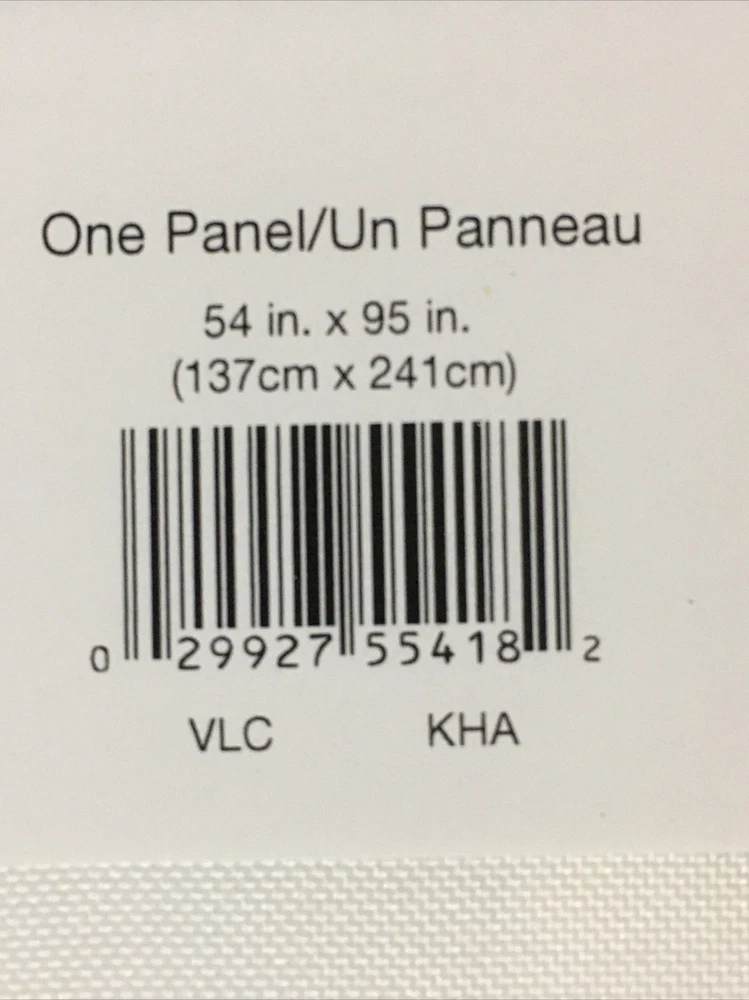 One Panel/Un Panneau
54 in. x 95 in.
(137cm x 241cm)
0 29927 55418 2
VLC KHA